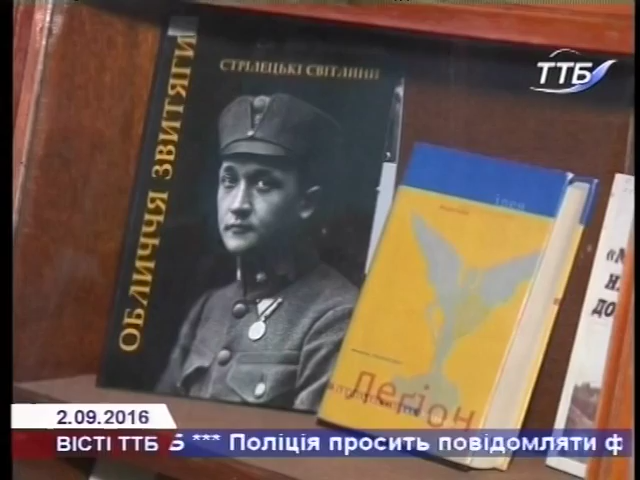 СТРІЛЕЦЬКІ СВІТЛИНИ
ОБЛИЧЧЯ ЗВИТЯГИ
ТТБ
Легіон
2.09.2016
ВІСТІ ТТБ
Б *** Поліція просить повідомляти ф